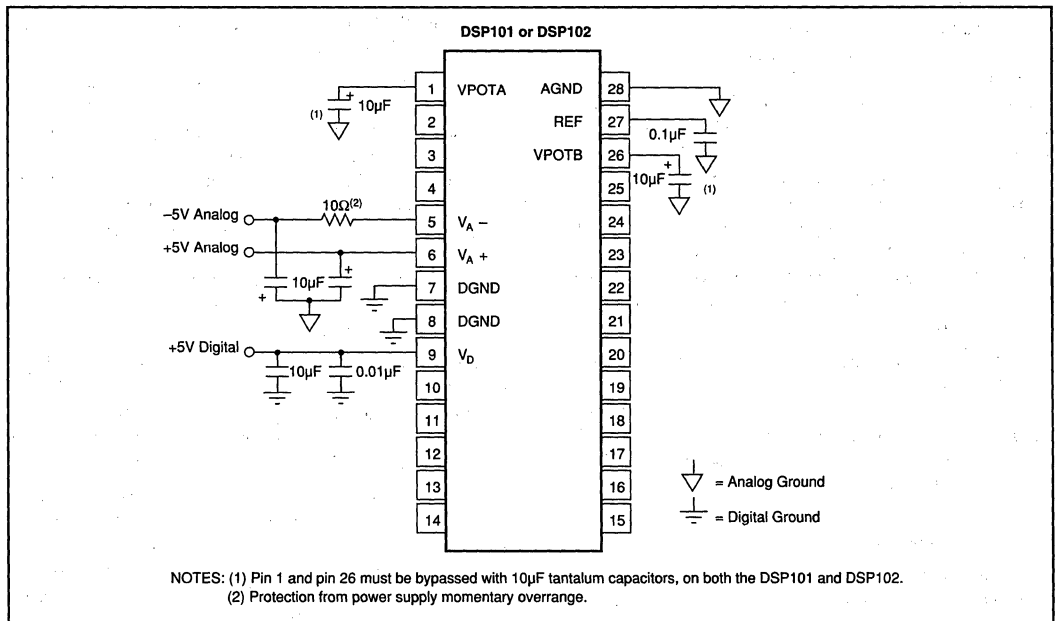 DSP101 or DSP102
1 VPOTA AGND 28
+ 10µF
(1)
2 REF 27
0.1µF
3 VPOTB 26
+
10µF
(1)
4 25
–5V Analog 10Ω(2) 5 VA – 24
+5V Analog 6 VA + 23
+
10µF
+
7 DGND 22
8 DGND 21
+5V Digital 9 VD 20
10µF 0.01µF
10 19
11 18
12 17
13 16
14 15
= Analog Ground
= Digital Ground
NOTES: (1) Pin 1 and pin 26 must be bypassed with 10µF tantalum capacitors, on both the DSP101 and DSP102.
(2) Protection from power supply momentary overrange.